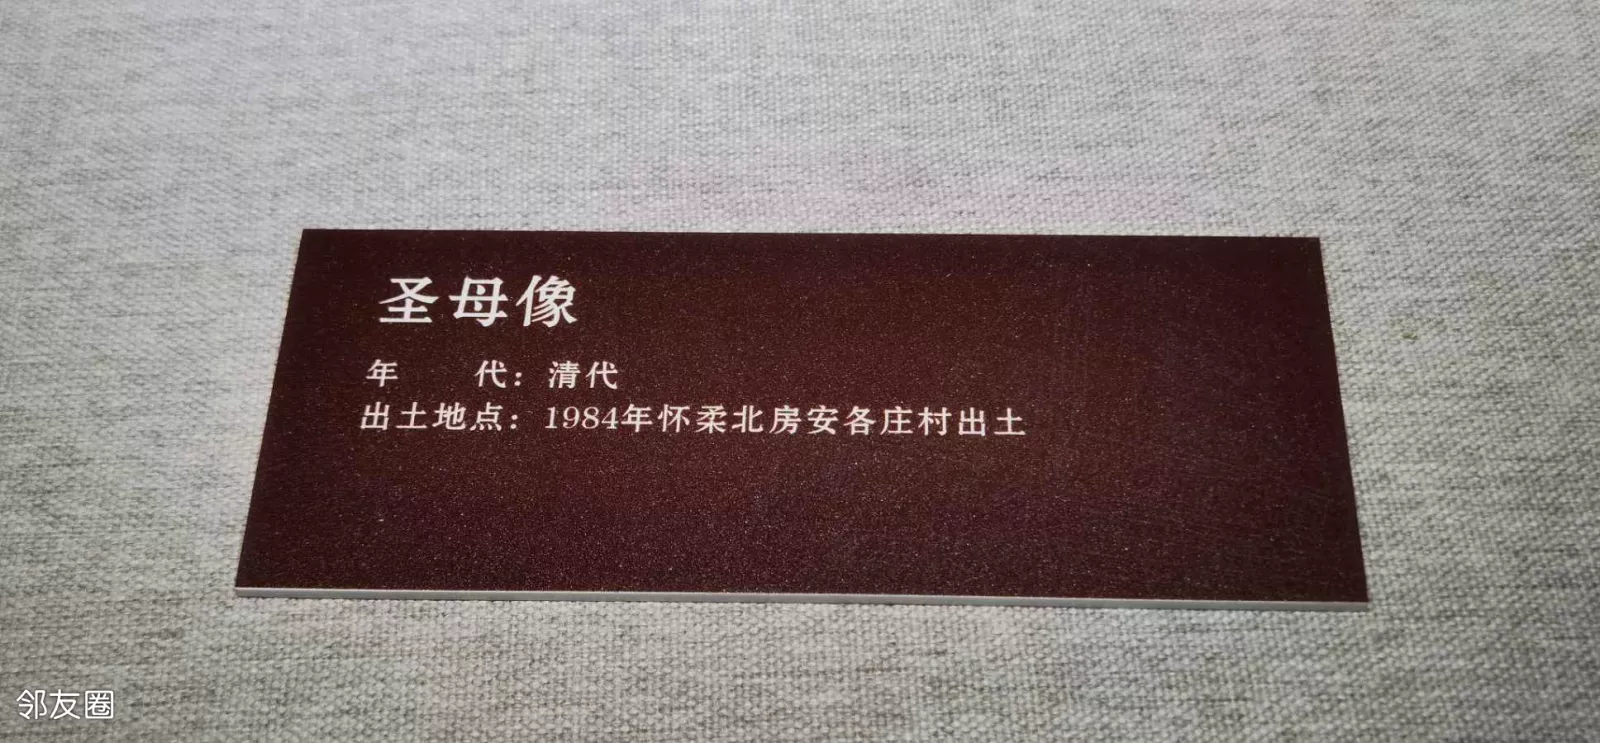 圣母像
年　　代：清代
出土地点：1984年怀柔北房安各庄村出土
邻友圈